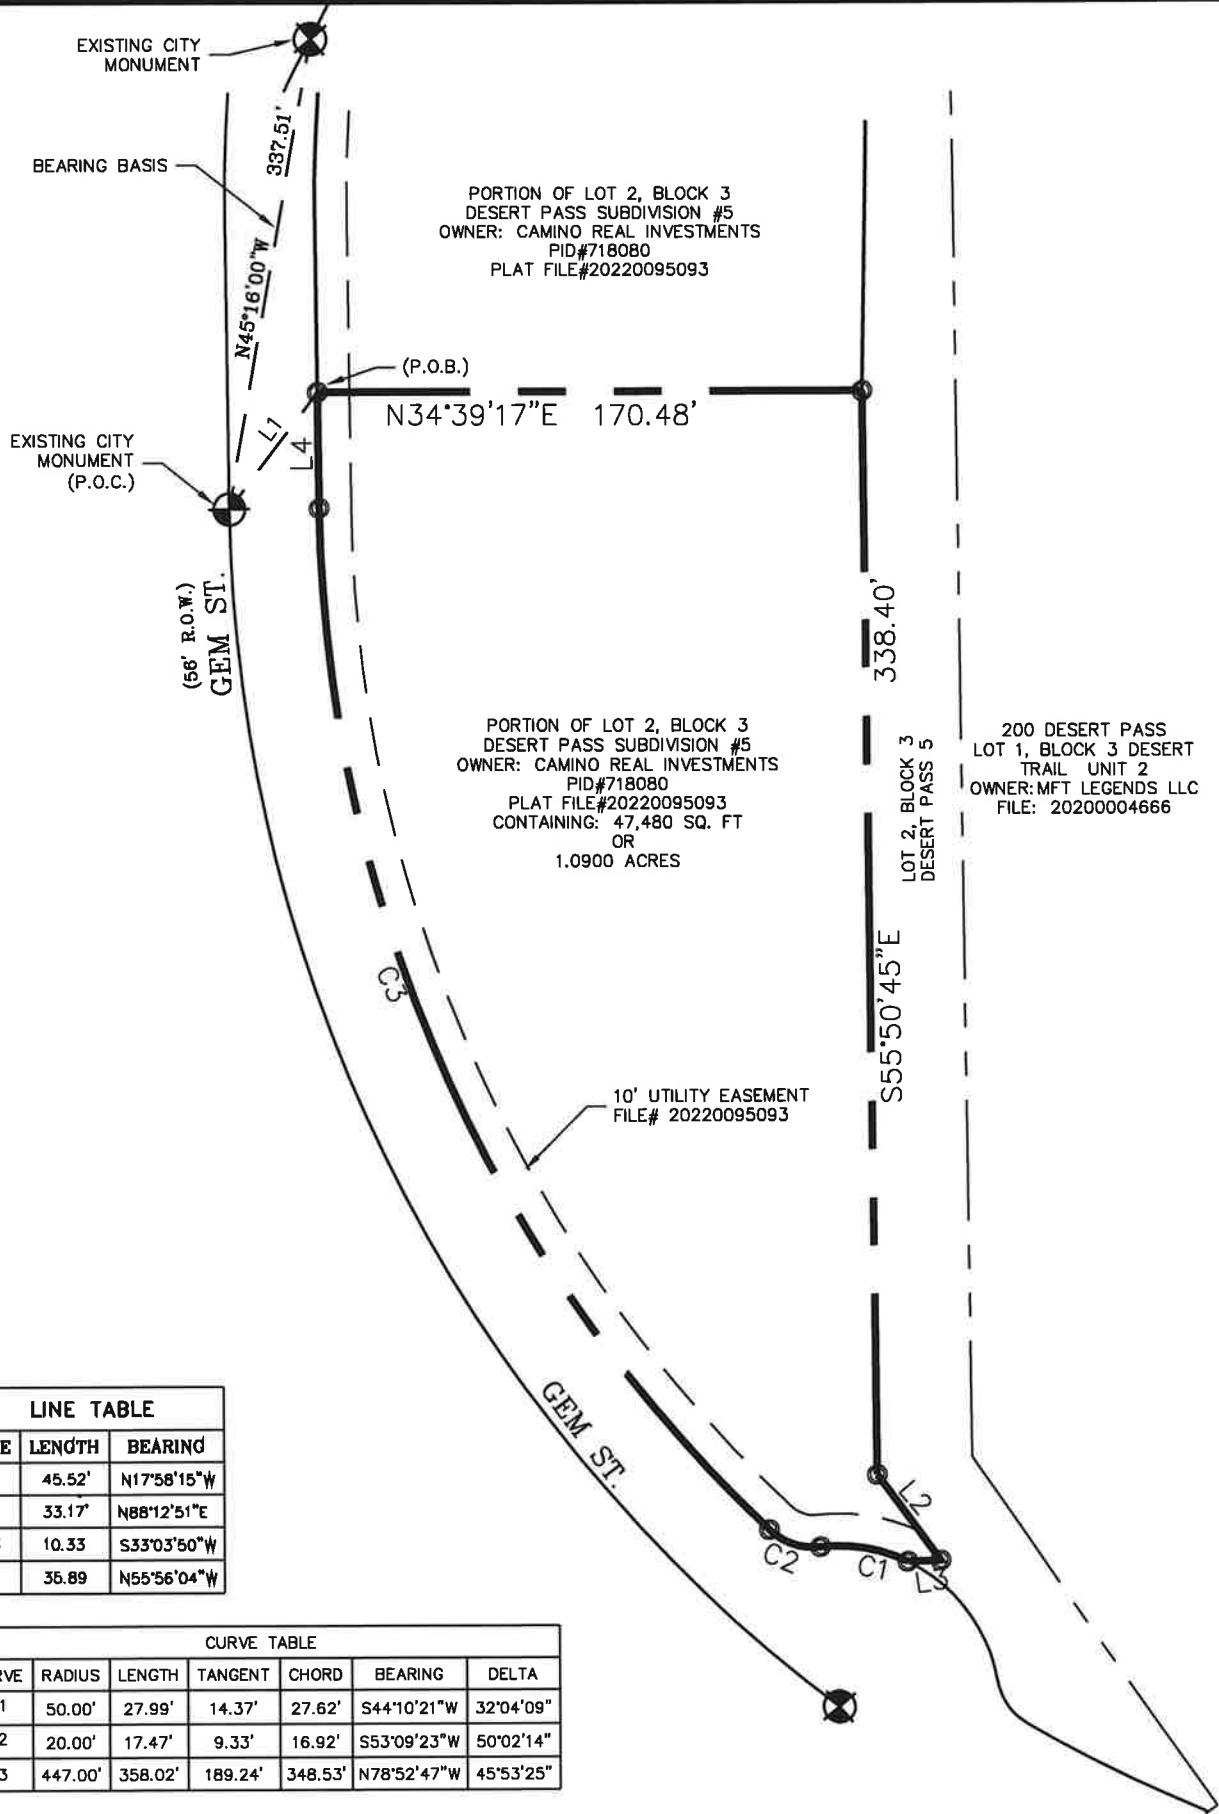 EXISTING CITY
MONUMENT
337.51'
BEARING BASIS
N45°16'00"W
PORTION OF LOT 2, BLOCK 3
DESERT PASS SUBDIVISION #5
OWNER: CAMINO REAL INVESTMENTS
PID#718080
PLAT FILE#20220095093
(P.O.B.)
N34°39'17"E 170.48'
L1
L4
EXISTING CITY
MONUMENT
(P.O.C.)
(56' R.O.W.)
GEM ST.
338.40'
S55°50'45"E
PORTION OF LOT 2, BLOCK 3
DESERT PASS SUBDIVISION #5
OWNER: CAMINO REAL INVESTMENTS
PID#718080
PLAT FILE#20220095093
CONTAINING: 47,480 SQ. FT
OR
1.0900 ACRES
LOT 2, BLOCK 3
DESERT PASS 5
200 DESERT PASS
LOT 1, BLOCK 3 DESERT
TRAIL UNIT 2
OWNER: MFT LEGENDS LLC
FILE: 20200004666
C3
10' UTILITY EASEMENT
FILE# 20220095093
GEM ST.
L2
C2
C1
L3
LINE TABLE
E LENGTH BEARING
45.52' N17°58'15"W
33.17' N88°12'51"E
10.33 S33°03'50"W
35.89 N55°56'04"W
CURVE TABLE
VE RADIUS LENGTH TANGENT CHORD BEARING DELTA
1 50.00' 27.99' 14.37' 27.62' S44°10'21"W 32°04'09"
2 20.00' 17.47' 9.33' 16.92' S53°09'23"W 50°02'14"
3 447.00' 358.02' 189.24' 348.53' N78°52'47"W 45°53'25"